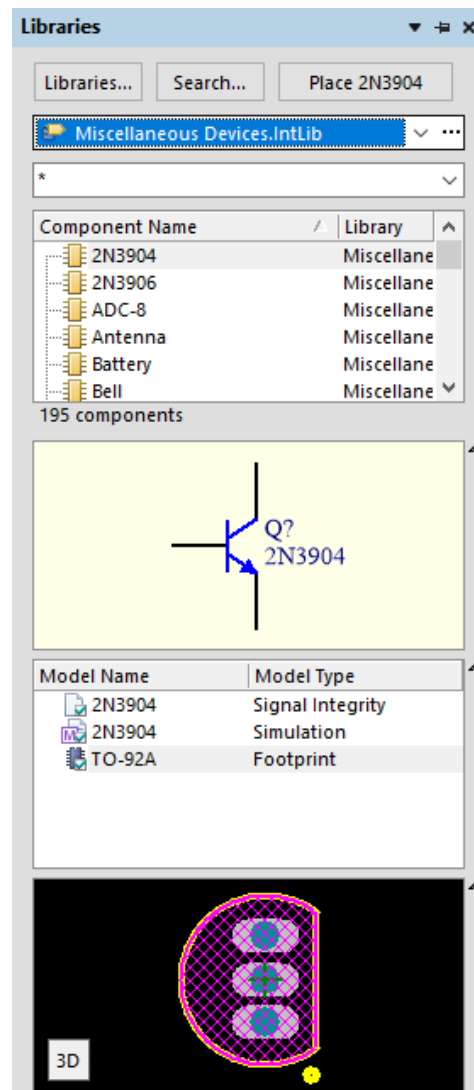 Libraries
Libraries... Search... Place 2N3904
Miscellaneous Devices.IntLib
*
Component Name Library
2N3904 Miscellane
2N3906 Miscellane
ADC-8 Miscellane
Antenna Miscellane
Battery Miscellane
Bell Miscellane
195 components
Q?
2N3904
Model Name Model Type
2N3904 Signal Integrity
2N3904 Simulation
TO-92A Footprint
3D